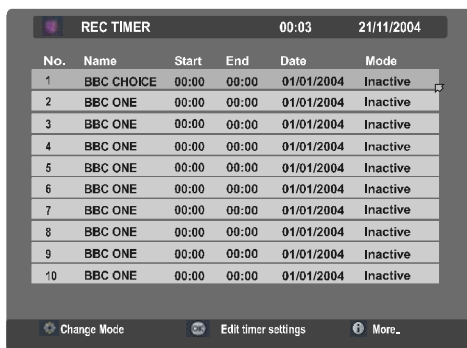 REC TIMER 00:03 21/11/2004
No. Name Start End Date Mode
1 BBC CHOICE 00:00 00:00 01/01/2004 Inactive
2 BBC ONE 00:00 00:00 01/01/2004 Inactive
3 BBC ONE 00:00 00:00 01/01/2004 Inactive
4 BBC ONE 00:00 00:00 01/01/2004 Inactive
5 BBC ONE 00:00 00:00 01/01/2004 Inactive
6 BBC ONE 00:00 00:00 01/01/2004 Inactive
7 BBC ONE 00:00 00:00 01/01/2004 Inactive
8 BBC ONE 00:00 00:00 01/01/2004 Inactive
9 BBC ONE 00:00 00:00 01/01/2004 Inactive
10 BBC ONE 00:00 00:00 01/01/2004 Inactive
Change Mode OK Edit timer settings i More...